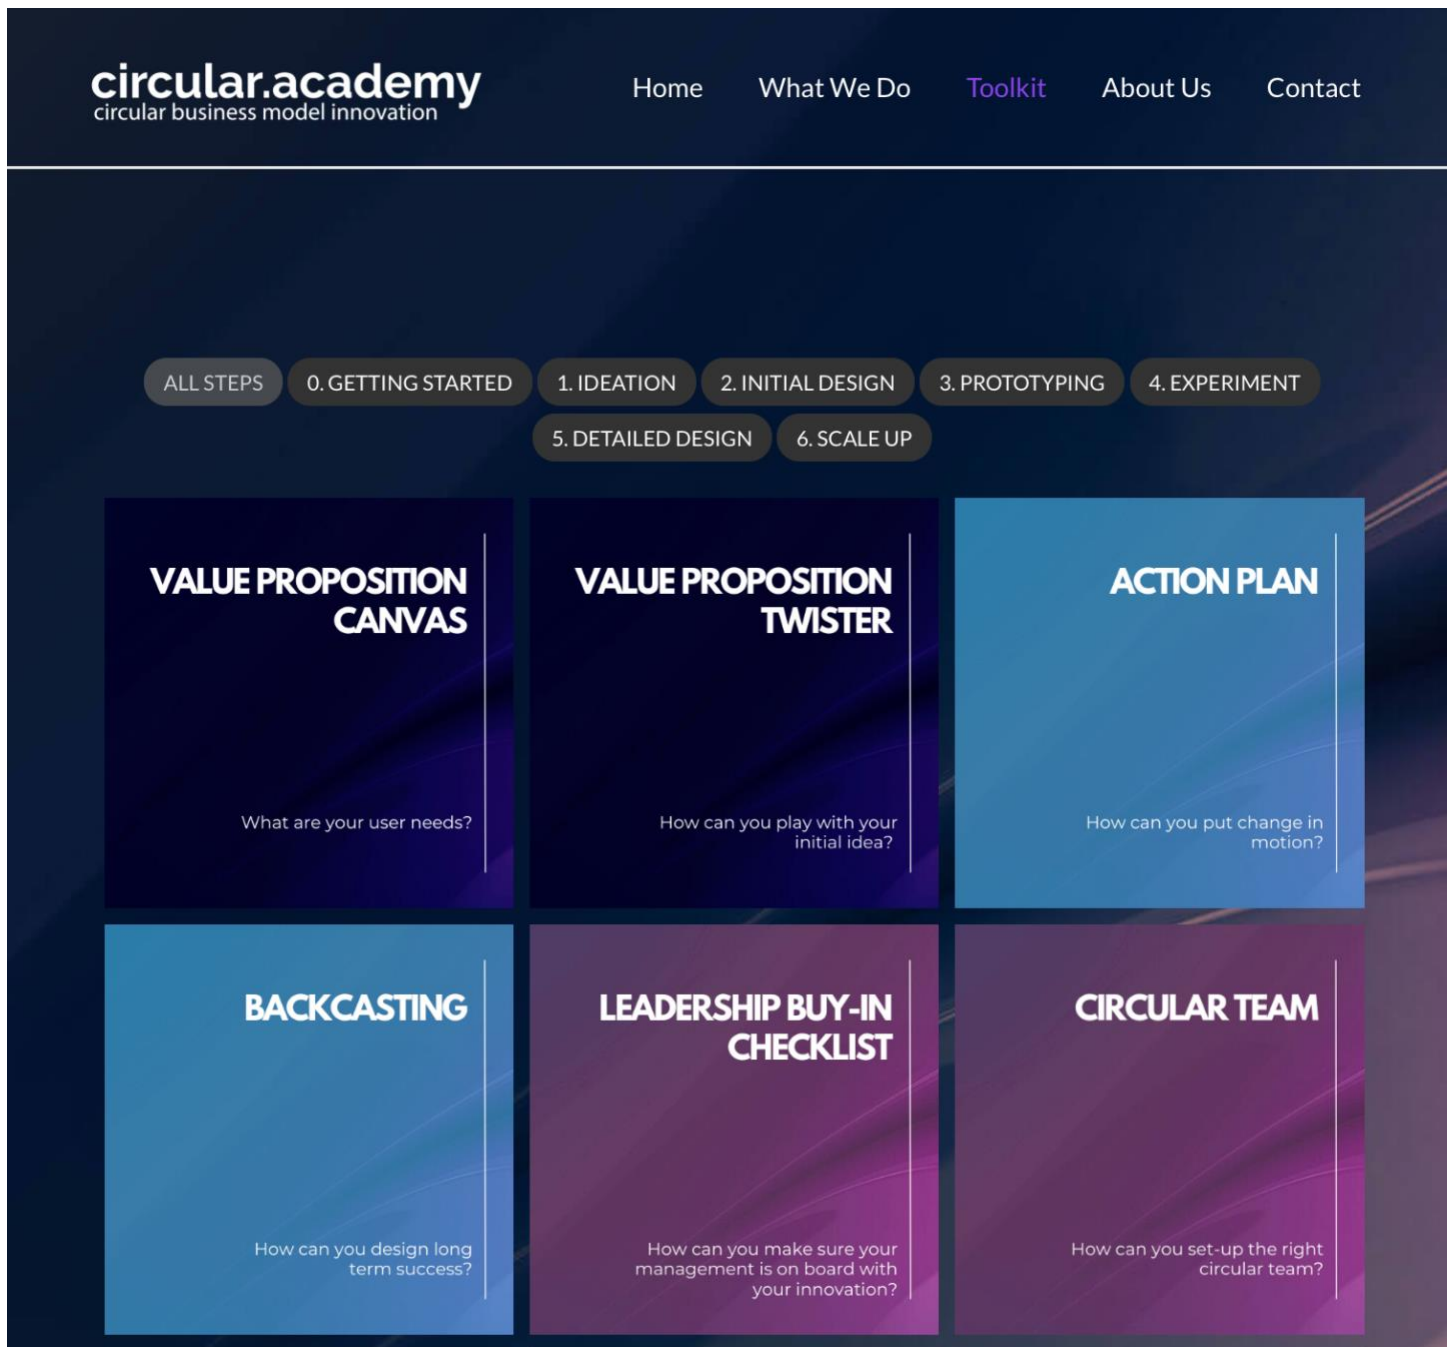 circular.academy
circular business model innovation
Home
What We Do
Toolkit
About Us
Contact
ALL STEPS
0. GETTING STARTED
1. IDEATION
2. INITIAL DESIGN
3. PROTOTYPING
4. EXPERIMENT
5. DETAILED DESIGN
6. SCALE UP
VALUE PROPOSITION
CANVAS
What are your user needs?
VALUE PROPOSITION
TWISTER
How can you play with your
initial idea?
ACTION PLAN
How can you put change in
motion?
BACKCASTING
How can you design long
term success?
LEADERSHIP BUY-IN
CHECKLIST
How can you make sure your
management is on board with
your innovation?
CIRCULAR TEAM
How can you set-up the right
circular team?